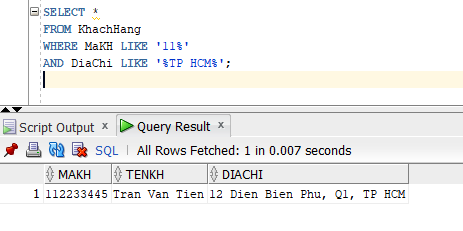 SELECT *
FROM KhachHang
WHERE MaKH LIKE '11%'
AND DiaChi LIKE '%TP HCM%';
Script Output x Query Result x
SQL | All Rows Fetched: 1 in 0.007 seconds
MAKH TENKH DIACHI
1 112233445 Tran Van Tien 12 Dien Bien Phu, Q1, TP HCM